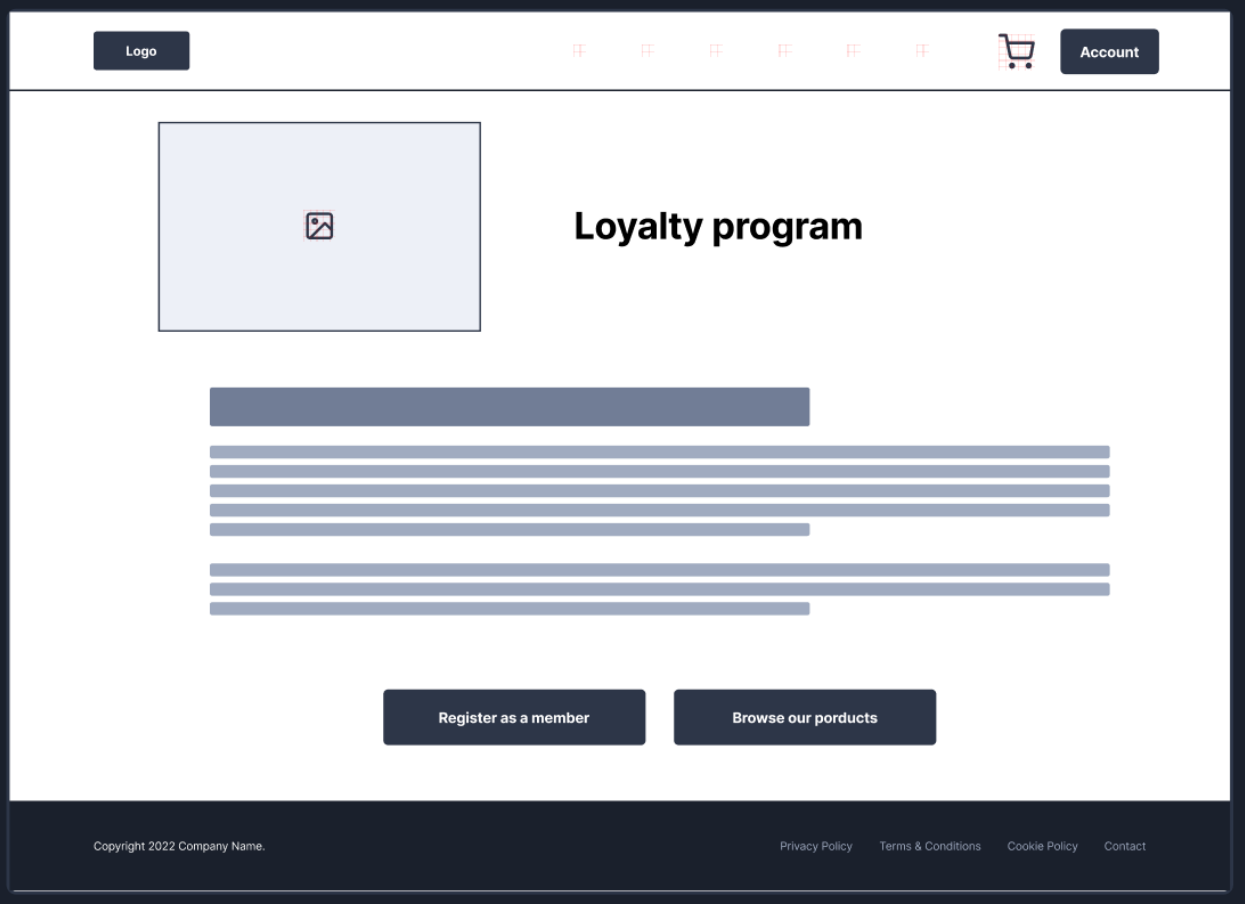 Logo
Account
Loyalty program
Register as a member
Browse our porducts
Copyright 2022 Company Name.
Privacy Policy
Terms & Conditions
Cookie Policy
Contact